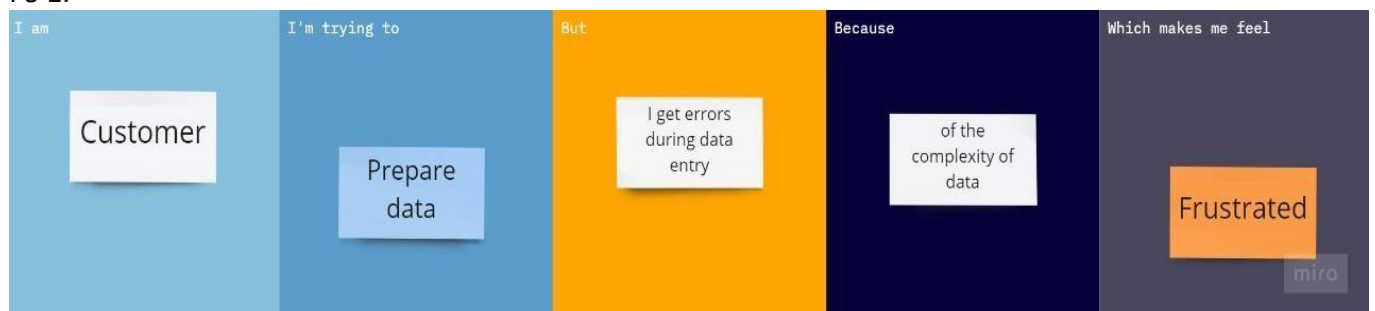 I am
Customer
I'm trying to
Prepare
data
But
I get errors
during data
entry
Because
of the
complexity of
data
Which makes me feel
Frustrated
miro